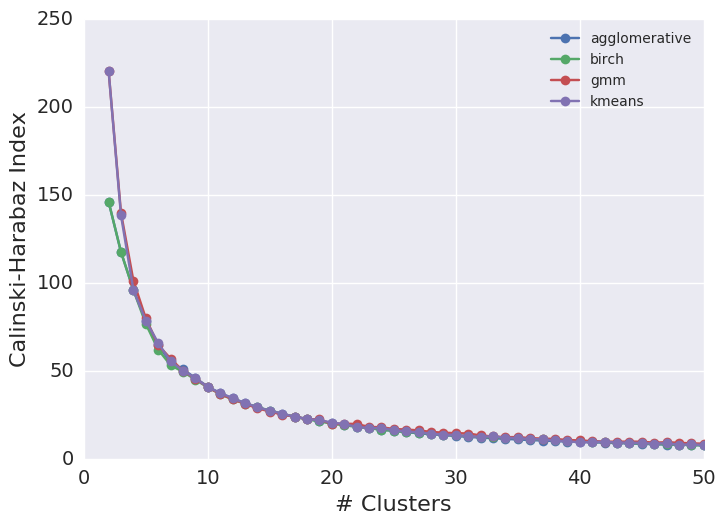 250
200
150
100
50
0
Calinski-Harabaz Index
agglomerative
birch
gmm
kmeans
0 10 20 30 40 50
# Clusters